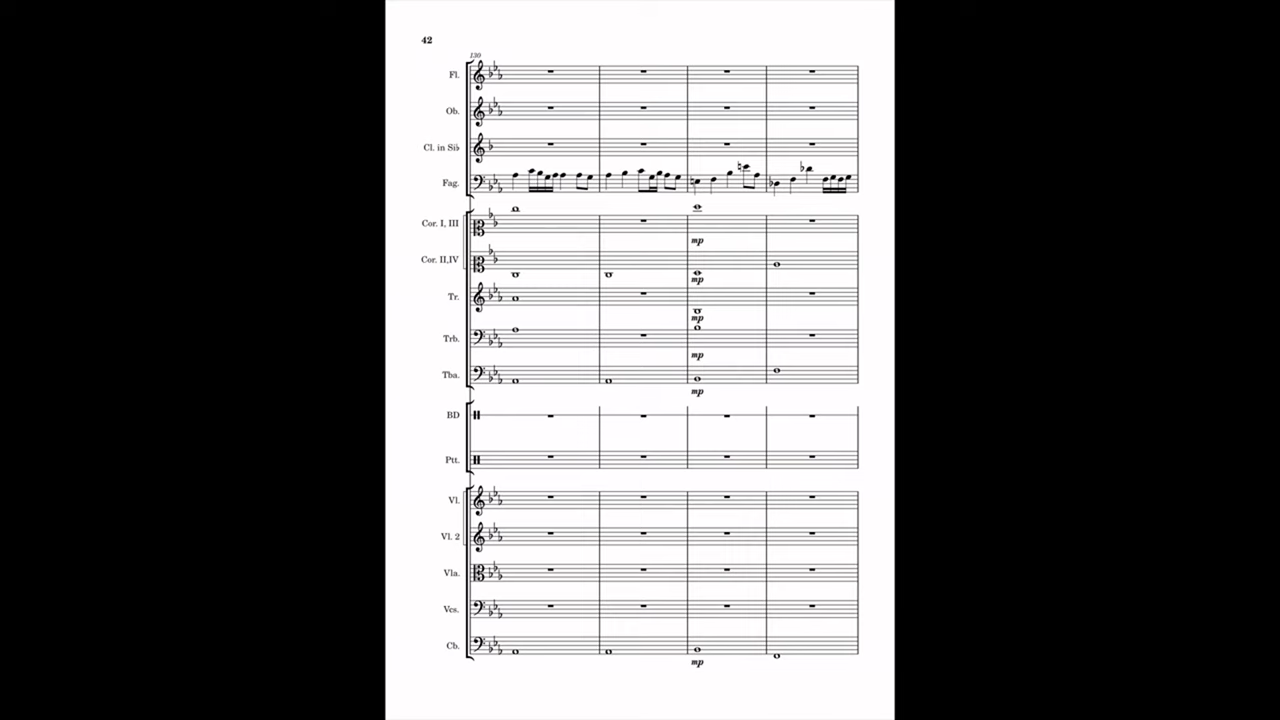 42
130
Fl.
Ob.
Cl. in Si♭
Fag.
Cor. I, III
mp
Cor. II,IV
mp
Tr.
mp
Trb.
mp
Tba.
mp
BD
Ptt.
Vl.
Vl. 2
Vla.
Vcs.
Cb.
mp